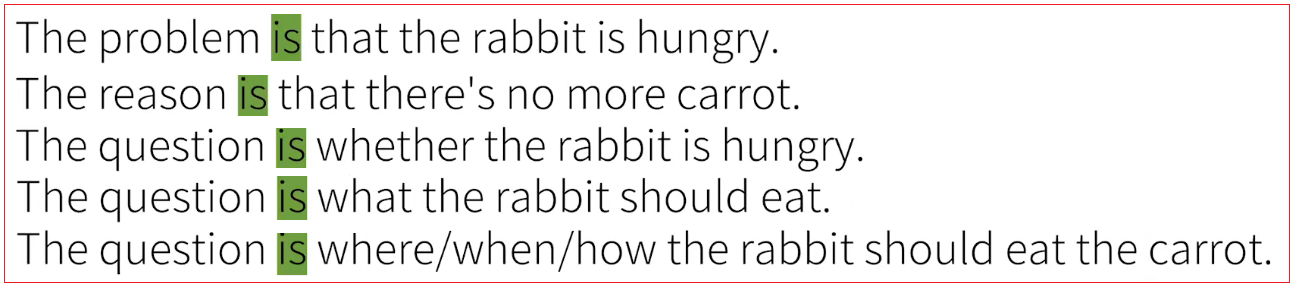 The problem is that the rabbit is hungry.
The reason is that there's no more carrot.
The question is whether the rabbit is hungry.
The question is what the rabbit should eat.
The question is where/when/how the rabbit should eat the carrot.